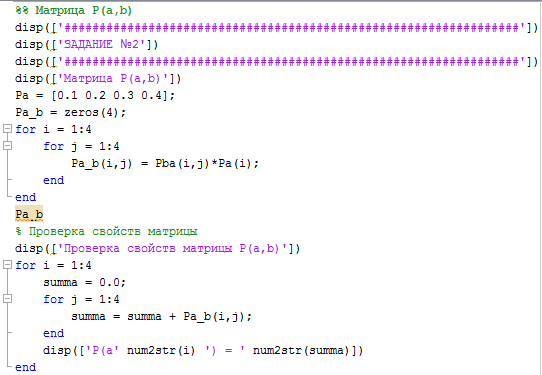 %% Матрица P(a,b)
disp(['#################################################################'])
disp(['ЗАДАНИЕ №2'])
disp(['#################################################################'])
disp(['Матрица P(a,b)'])
Pa = [0.1 0.2 0.3 0.4];
Pa_b = zeros(4);
for i = 1:4
    for j = 1:4
        Pa_b(i,j) = Pba(i,j)*Pa(i);
    end
end
Pa_b
% Проверка свойств матрицы
disp(['Проверка свойств матрицы P(a,b)'])
for i = 1:4
    summa = 0.0;
    for j = 1:4
        summa = summa + Pa_b(i,j);
    end
    disp(['P(a' num2str(i) ') = ' num2str(summa)])
end